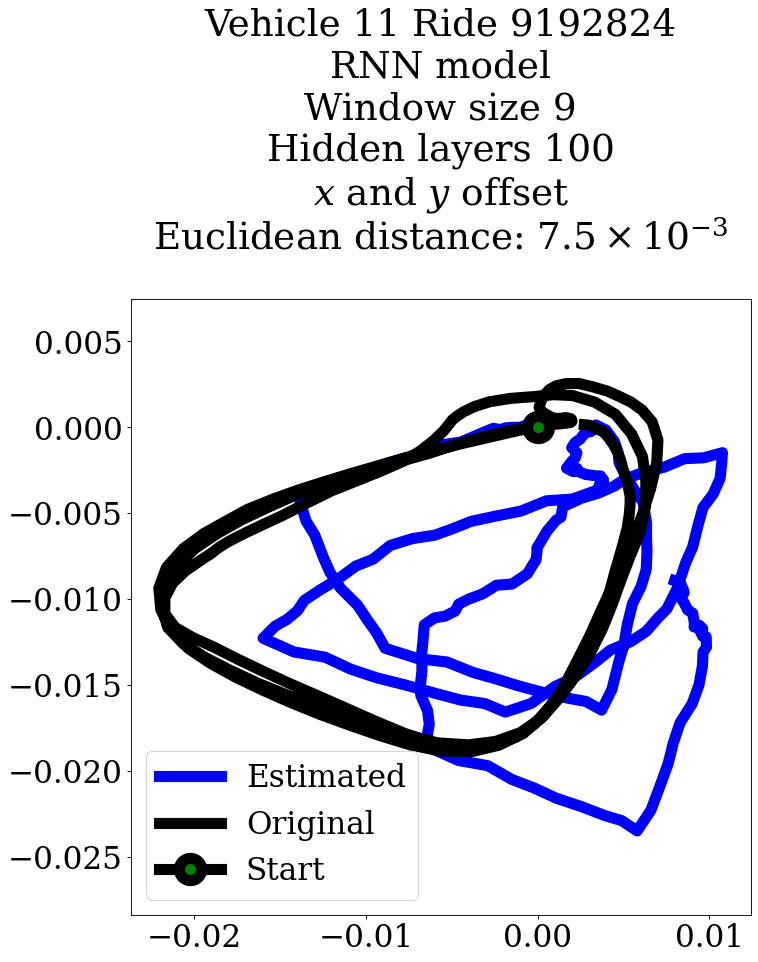 Vehicle 11 Ride 9192824
RNN model
Window size 9
Hidden layers 100
x and y offset
Euclidean distance: 7.5 × 10⁻³
0.005
0.000
−0.005
−0.010
−0.015
−0.020
−0.025
Estimated
Original
Start
−0.02 −0.01 0.00 0.01